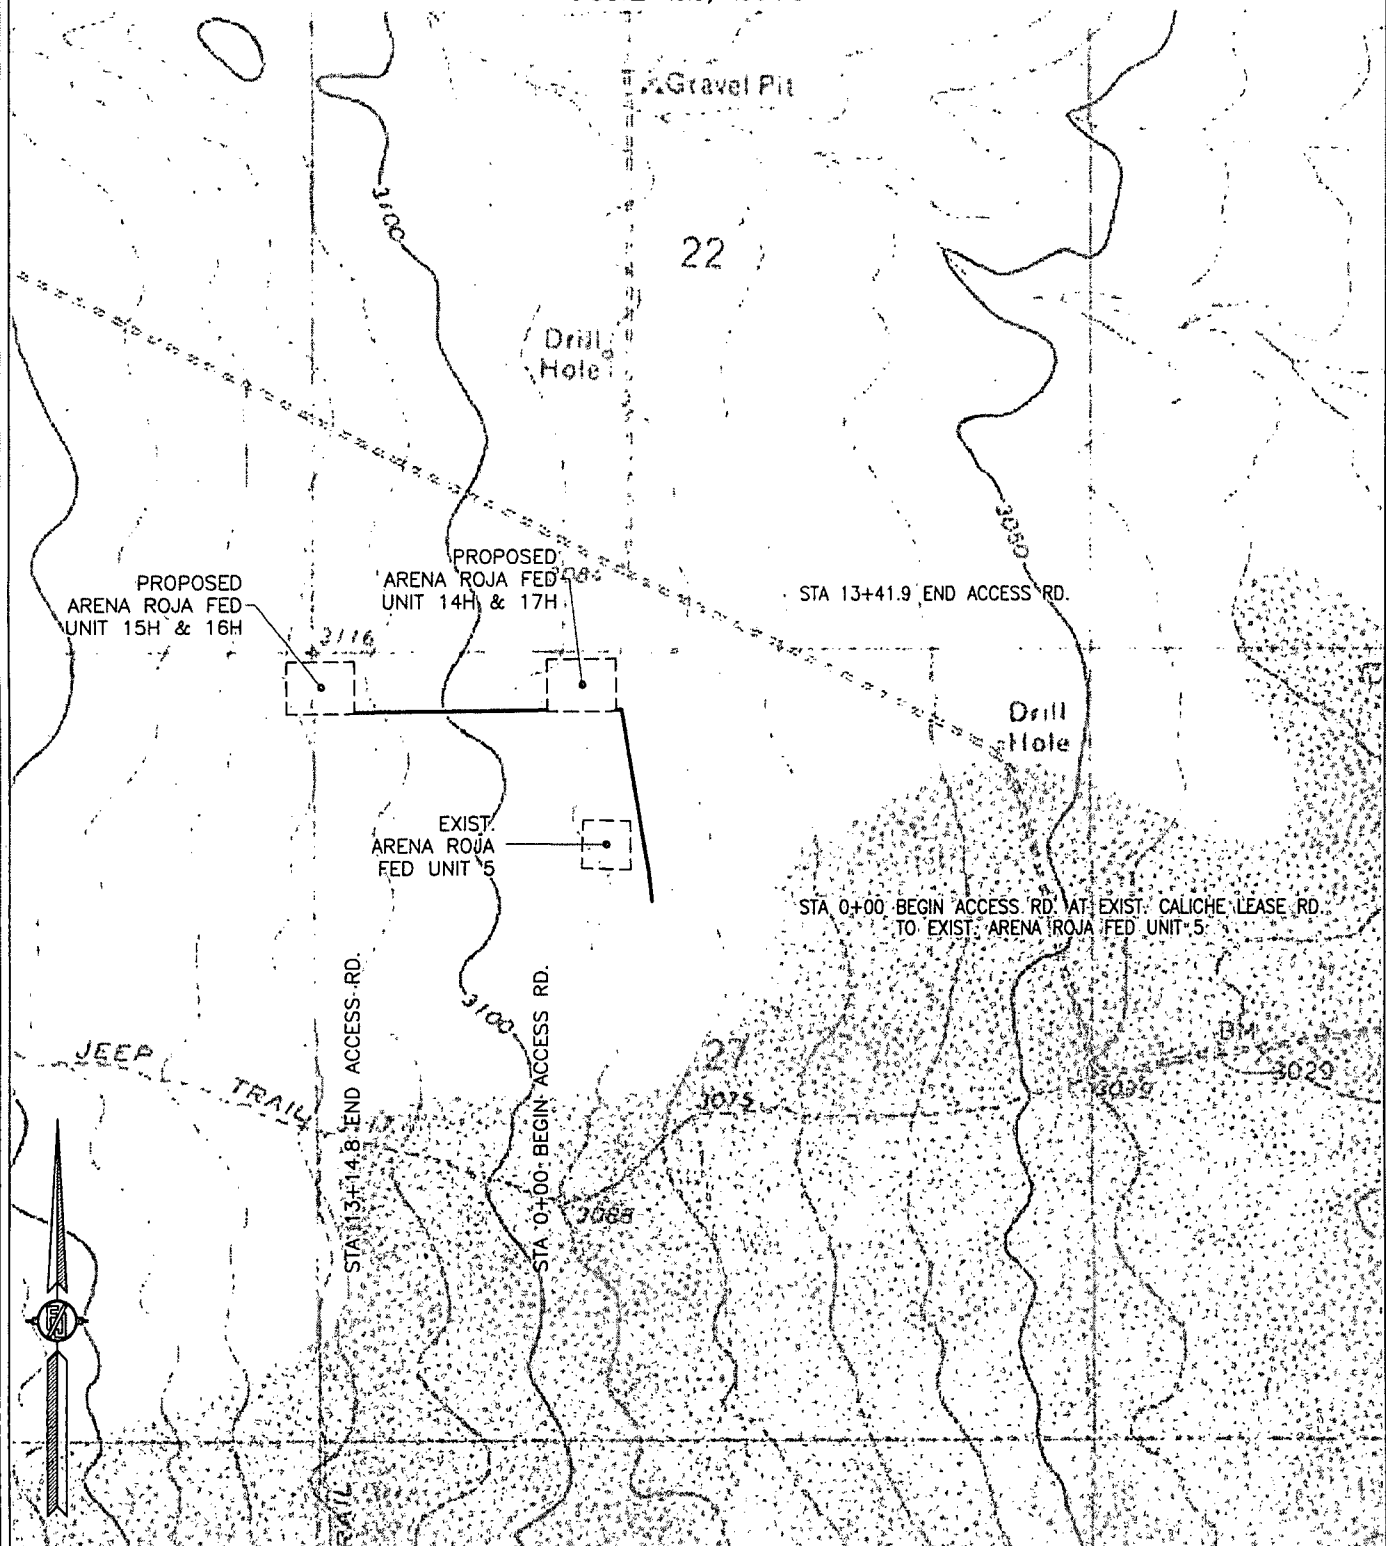 Gravel Pit
3100
22
Drill
Hole
3050
PROPOSED
ARENA ROJA FED
UNIT 14H & 17H
STA 13+41.9 END ACCESS RD.
PROPOSED
ARENA ROJA FED
UNIT 15H & 16H
3116
Drill
Hole
EXIST.
ARENA ROJA
FED UNIT 5
STA 0+00 BEGIN ACCESS RD. AT EXIST. CALICHE LEASE RD.
TO EXIST. ARENA ROJA FED UNIT 5
STA 13+14.8 END ACCESS RD.
STA 0+00 BEGIN ACCESS RD.
3100
27
BM
3029
JEEP
TRAIL
3075
3039
3088